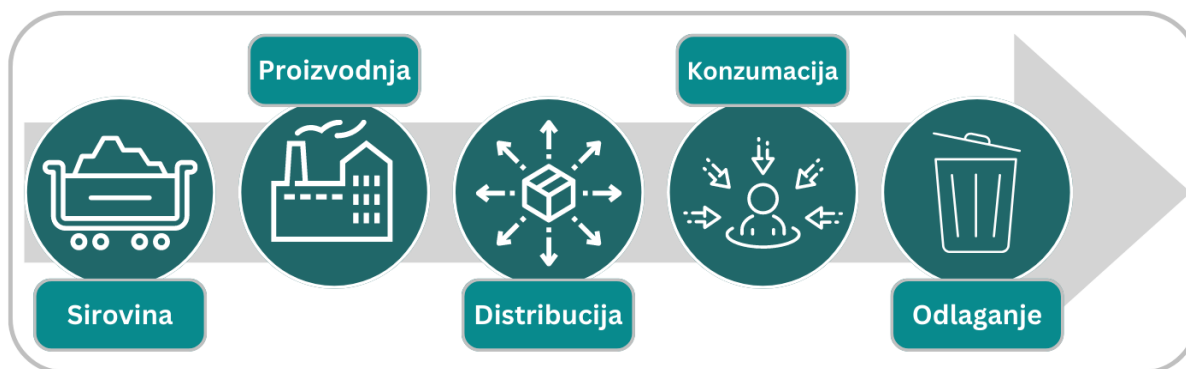 Sirovina
Proizvodnja
Distribucija
Konzumacija
Odlaganje